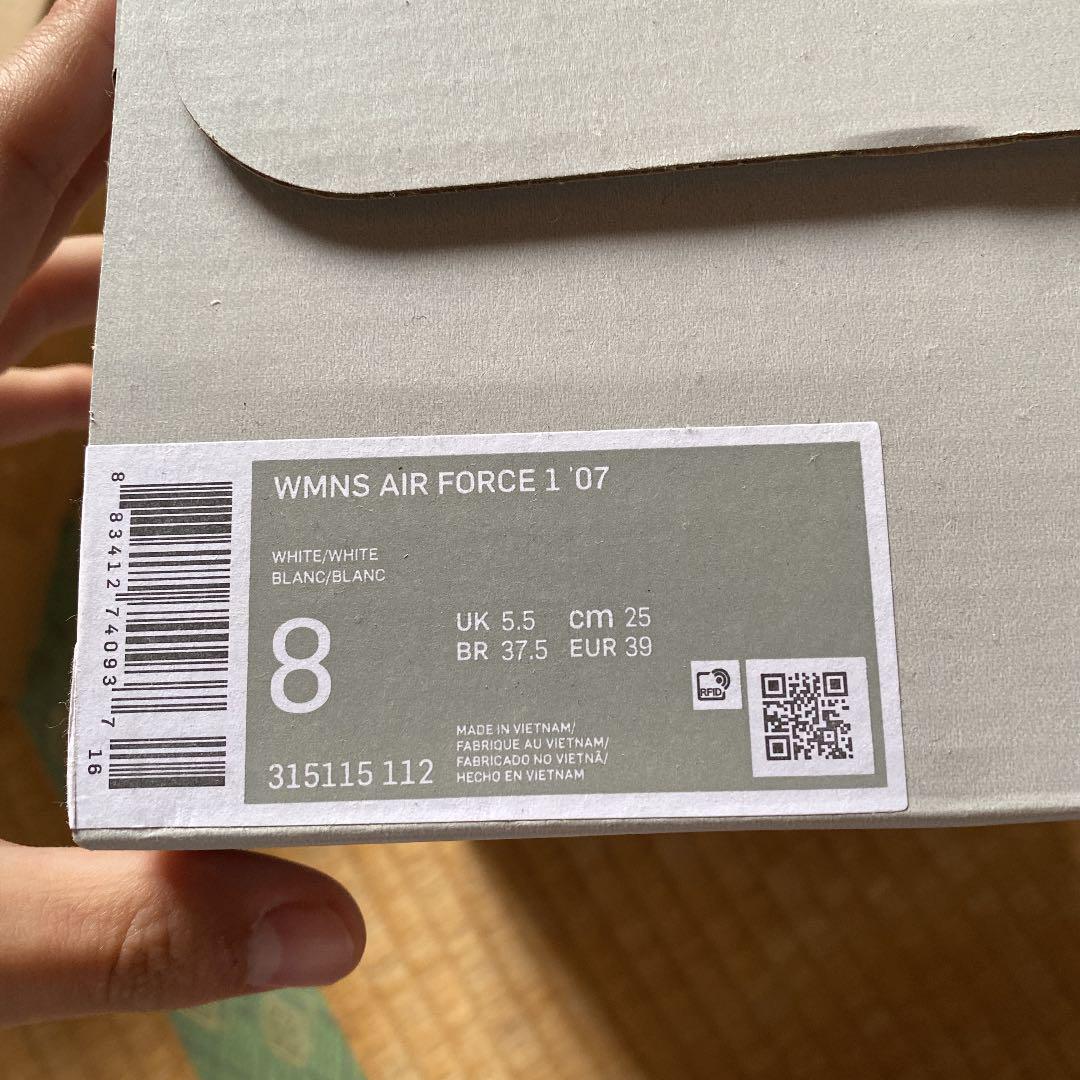 WMNS AIR FORCE 1 '07
WHITE/WHITE
BLANC/BLANC
8
UK 5.5 cm 25
BR 37.5 EUR 39
RFID
MADE IN VIETNAM/
FABRIQUE AU VIETNAM/
FABRICADO NO VIETNÃ/
HECHO EN VIETNAM
315115 112
8 83412 74093 7
16